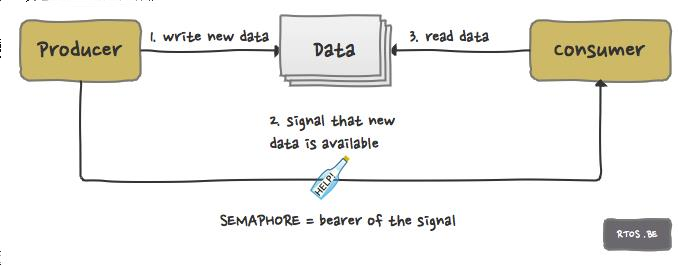 Producer
1. write new data
Data
3. read data
consumer
2. signal that new
data is available
HELP!
SEMAPHORE = bearer of the signal
RTOS.BE